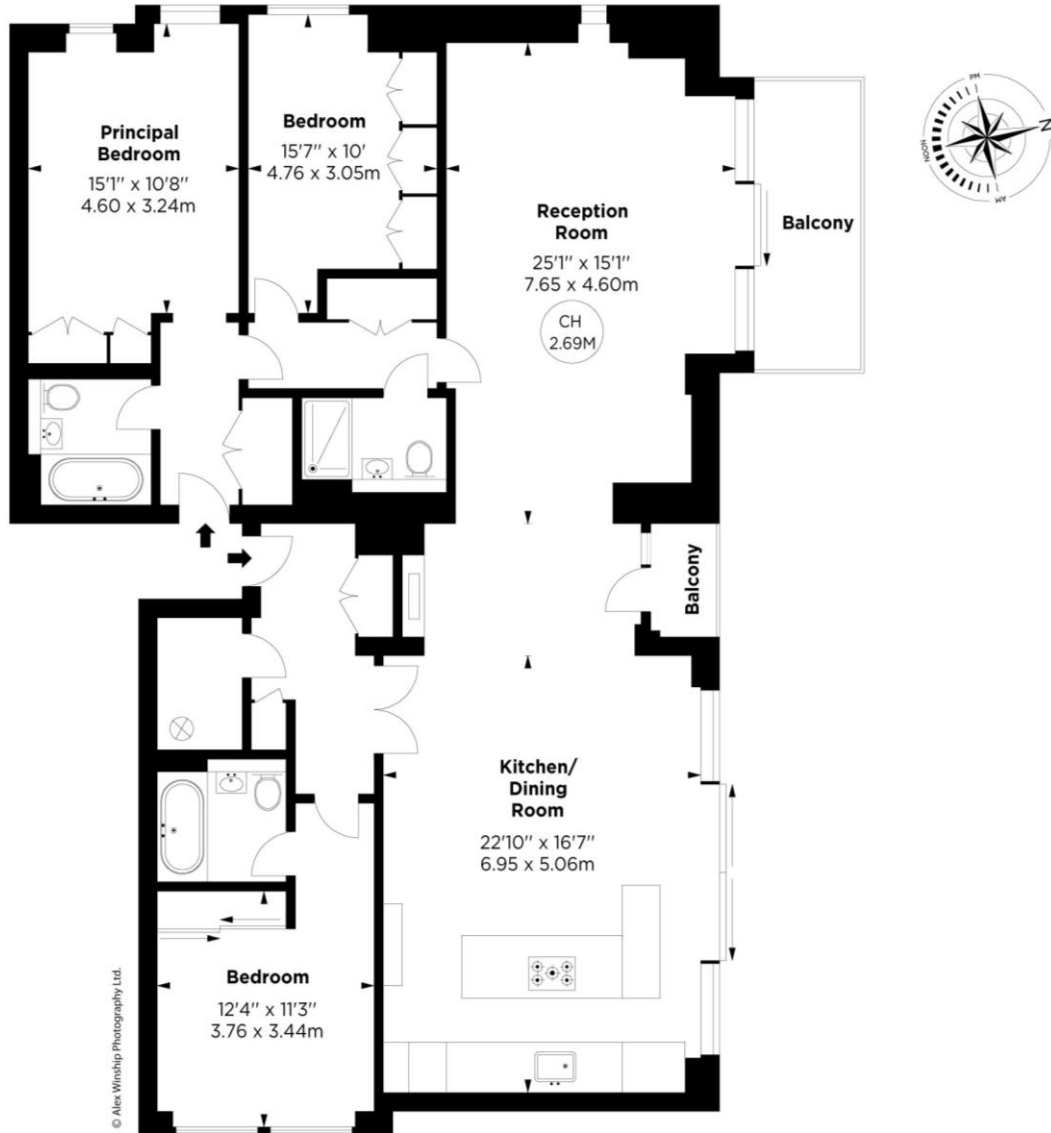 Principal
Bedroom
15'1'' x 10'8''
4.60 x 3.24m
Bedroom
15'7'' x 10'
4.76 x 3.05m
Reception
Room
25'1'' x 15'1''
7.65 x 4.60m
CH
2.69M
Balcony
PM
N
NOON
AM
Balcony
Kitchen/
Dining
Room
22'10'' x 16'7''
6.95 x 5.06m
Bedroom
12'4'' x 11'3''
3.76 x 3.44m
© Alex Winship Photography Ltd.